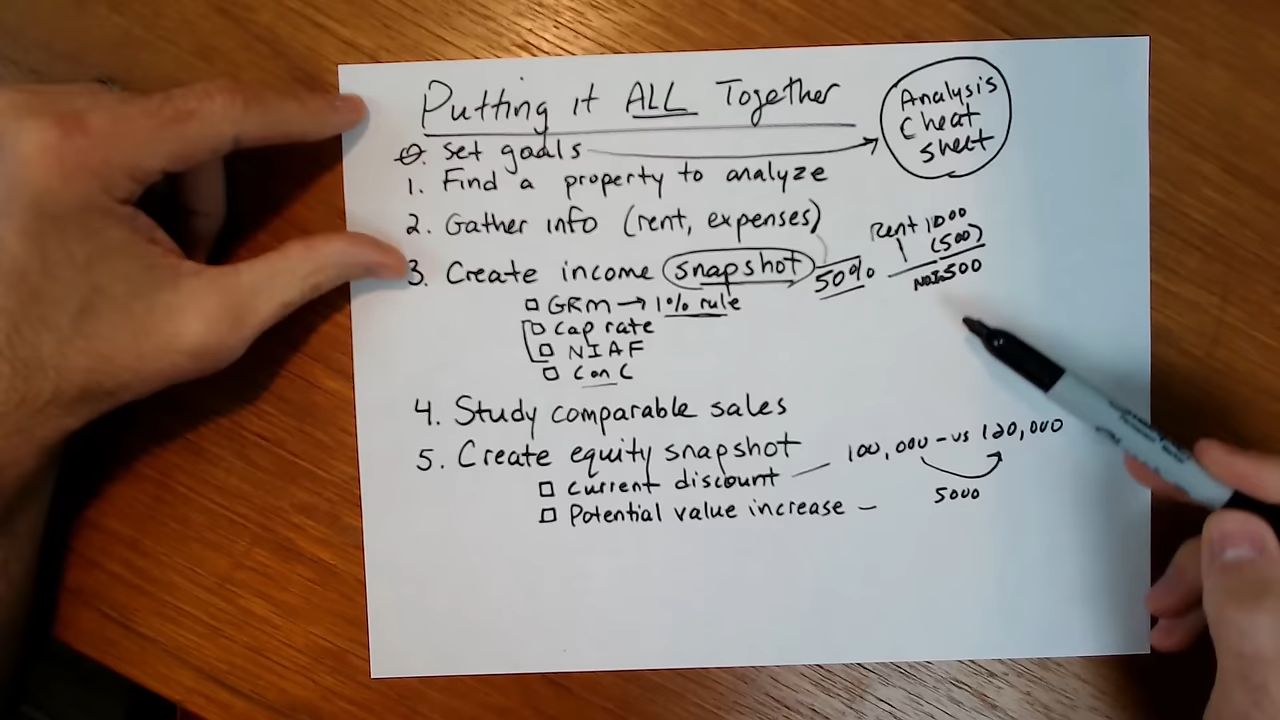 Putting it ALL Together
Analysis
Cheat
Sheet
0. Set goals
1. Find a property to analyze
2. Gather info (rent, expenses)
Rent 1000
(500)
3. Create income snapshot
50%
500
GRM → 1% rule
Cap rate
NIAF
ConC
4. Study comparable sales
5. Create equity snapshot
100,000 - vs 120,000
Current discount
5000
Potential value increase -